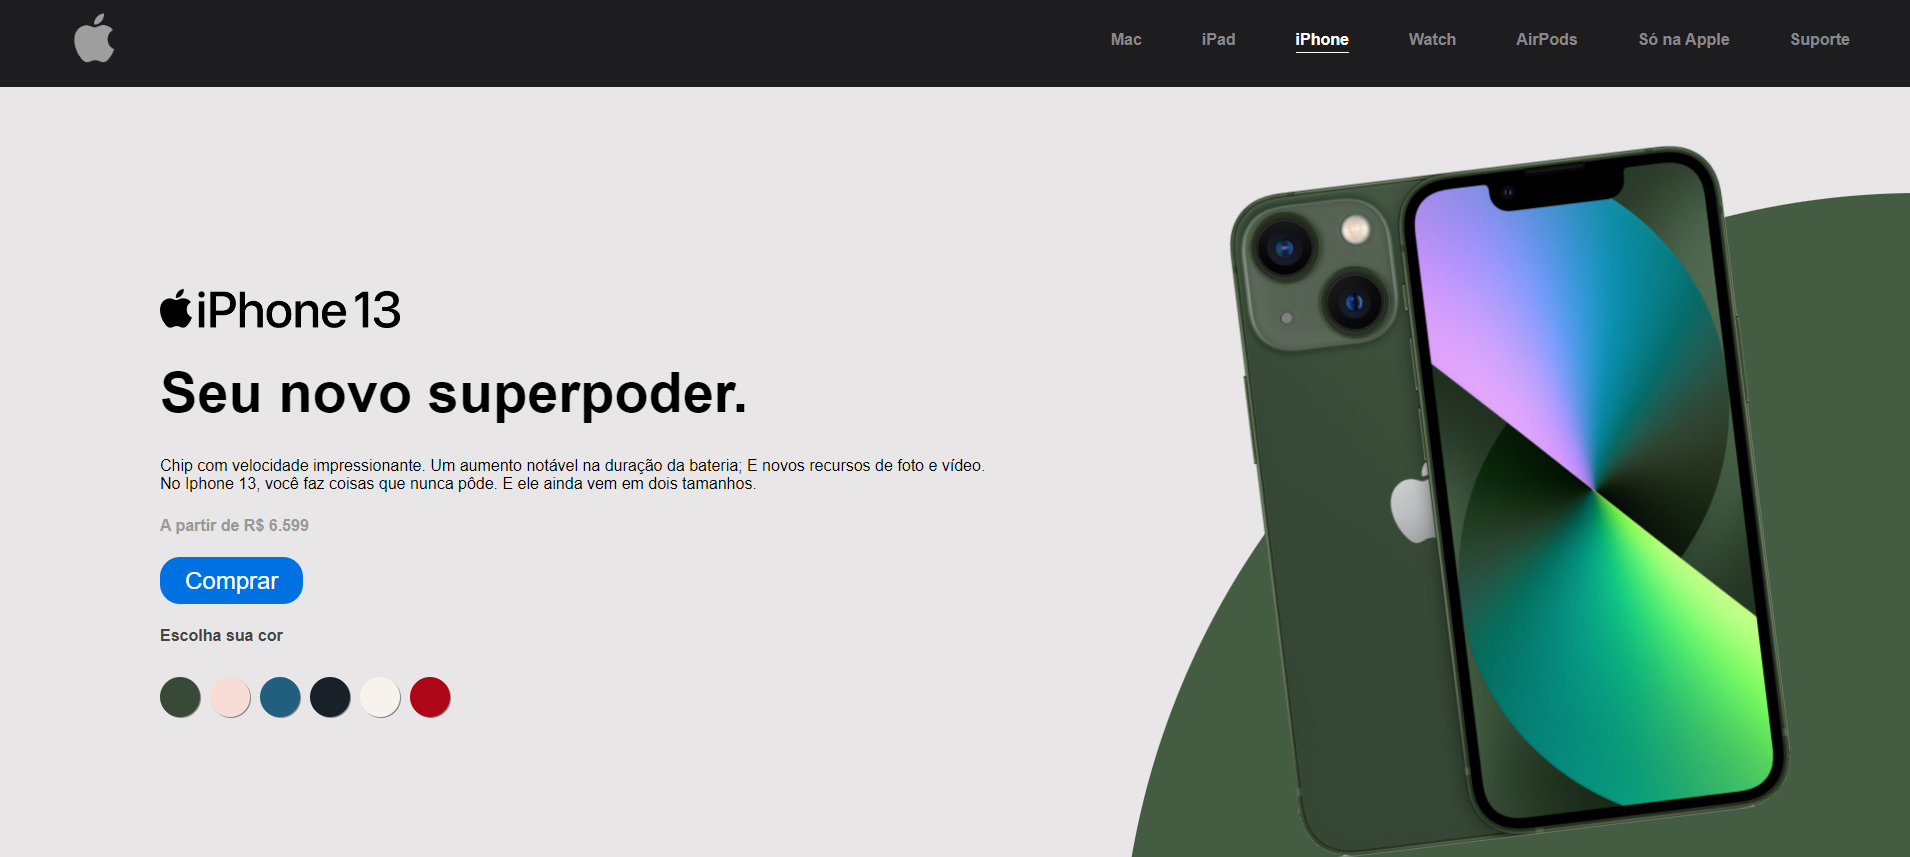 Mac iPad iPhone Watch AirPods Só na Apple Suporte
iPhone 13
Seu novo superpoder.
Chip com velocidade impressionante. Um aumento notável na duração da bateria; E novos recursos de foto e vídeo.
No Iphone 13, você faz coisas que nunca pôde. E ele ainda vem em dois tamanhos.
A partir de R$ 6.599
Comprar
Escolha sua cor